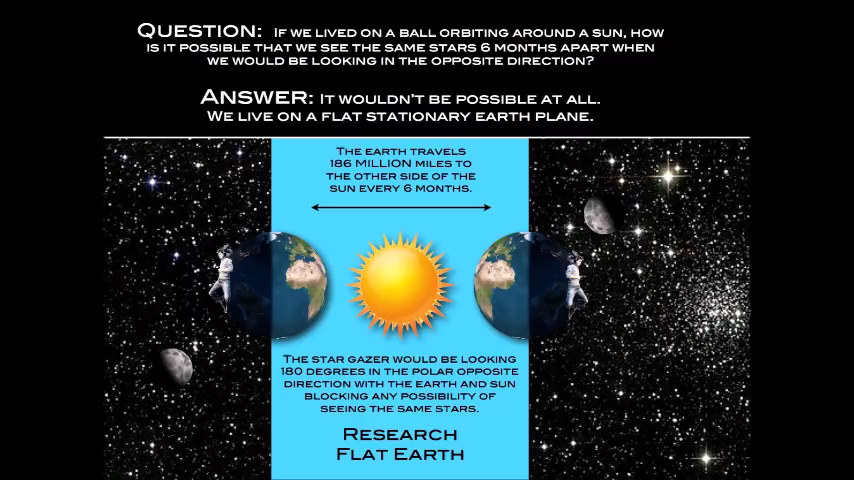 QUESTION: IF WE LIVED ON A BALL ORBITING AROUND A SUN, HOW
IS IT POSSIBLE THAT WE SEE THE SAME STARS 6 MONTHS APART WHEN
WE WOULD BE LOOKING IN THE OPPOSITE DIRECTION?
ANSWER: IT WOULDN'T BE POSSIBLE AT ALL.
WE LIVE ON A FLAT STATIONARY EARTH PLANE.
THE EARTH TRAVELS
186 MILLION MILES TO
THE OTHER SIDE OF THE
SUN EVERY 6 MONTHS.
THE STAR GAZER WOULD BE LOOKING
180 DEGREES IN THE POLAR OPPOSITE
DIRECTION WITH THE EARTH AND SUN
BLOCKING ANY POSSIBILITY OF
SEEING THE SAME STARS.
RESEARCH
FLAT EARTH